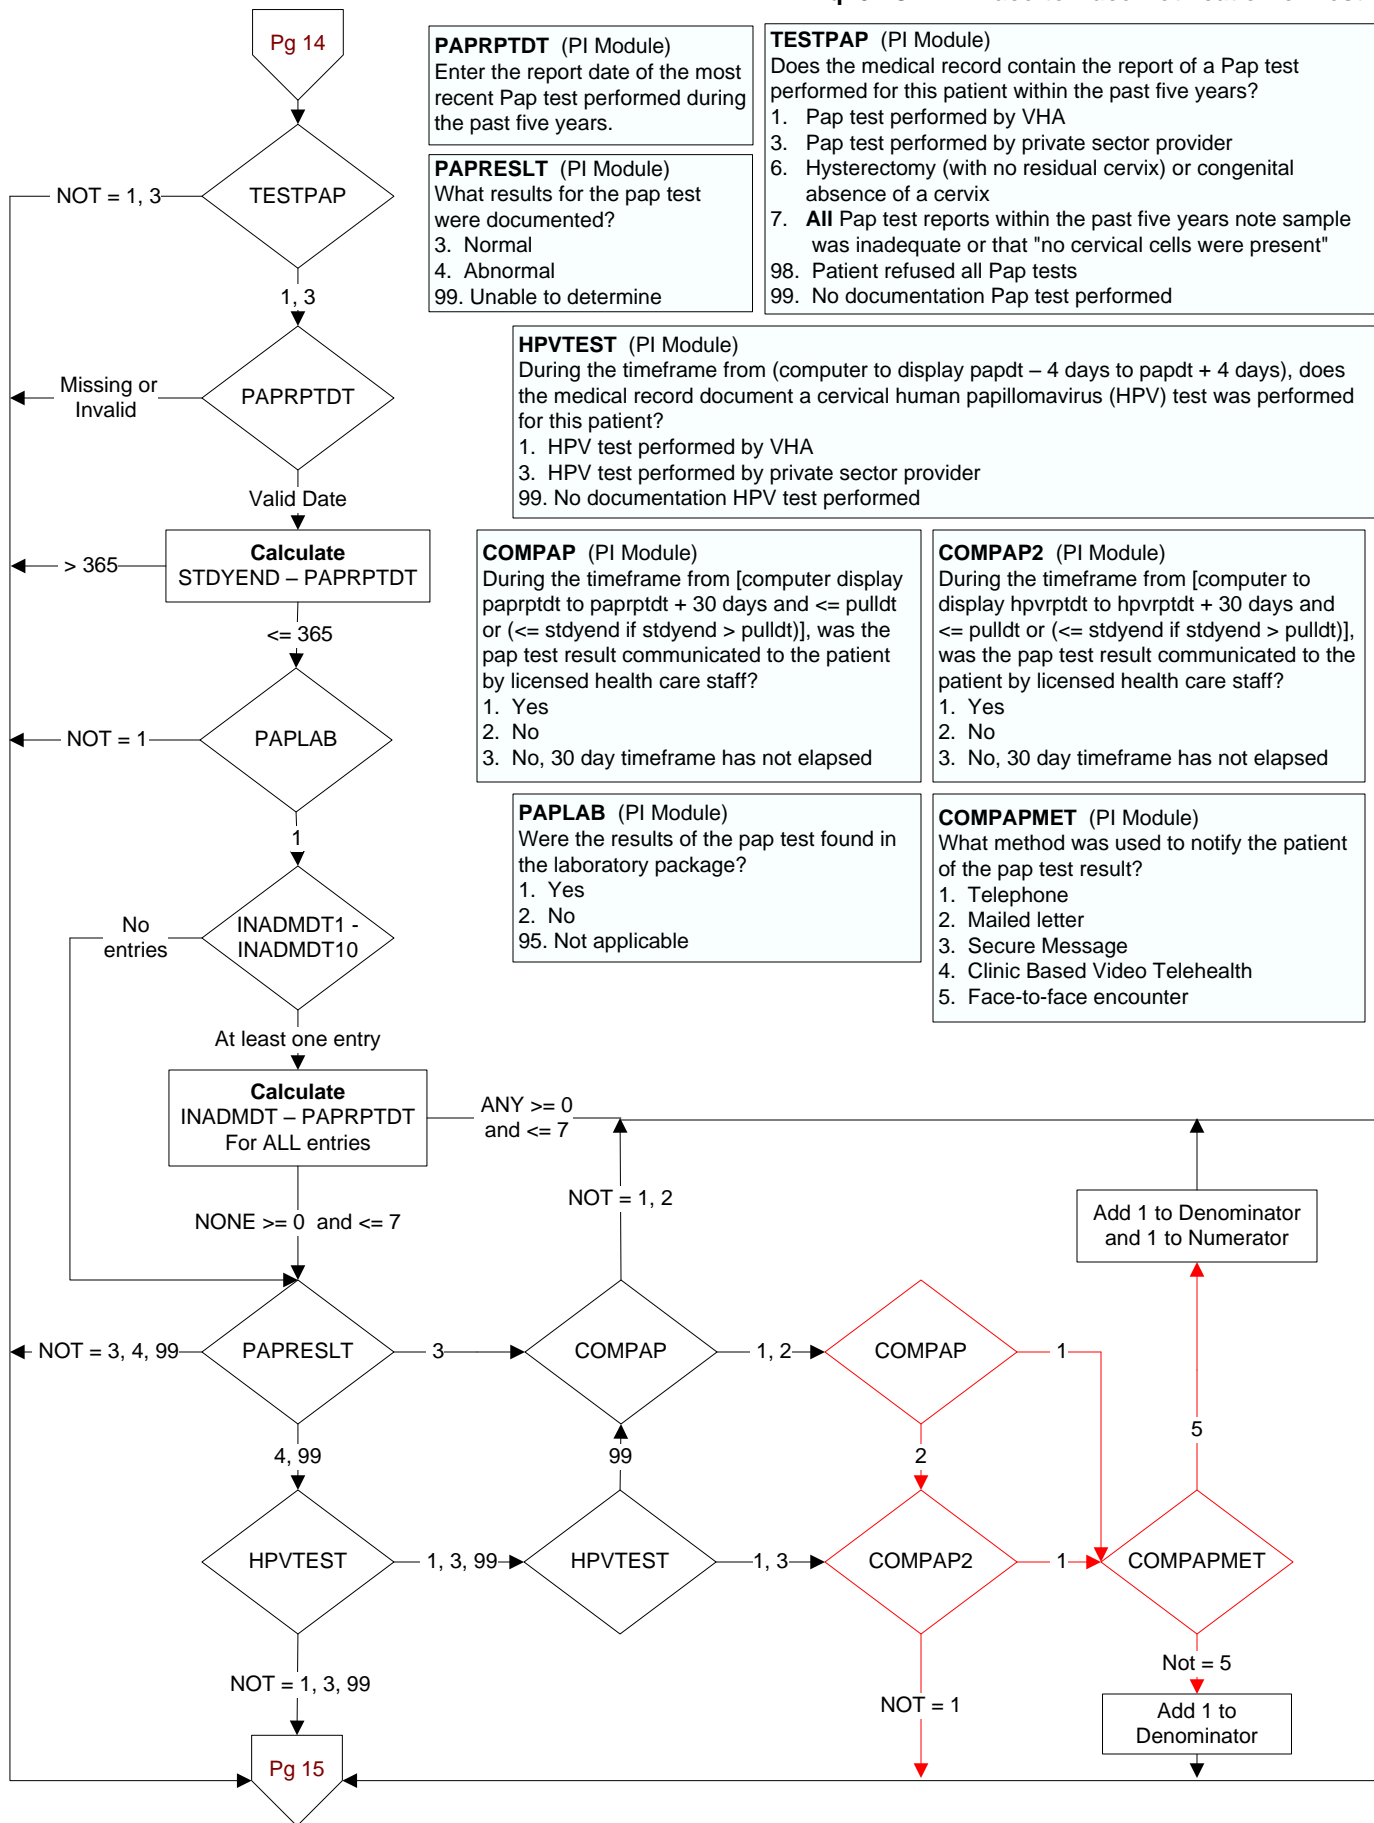 Pg 14
PAPRPTDT (PI Module)
Enter the report date of the most
recent Pap test performed during
the past five years.
TESTPAP (PI Module)
Does the medical record contain the report of a Pap test
performed for this patient within the past five years?
1. Pap test performed by VHA
3. Pap test performed by private sector provider
6. Hysterectomy (with no residual cervix) or congenital
absence of a cervix
7. All Pap test reports within the past five years note sample
was inadequate or that "no cervical cells were present"
98. Patient refused all Pap tests
99. No documentation Pap test performed
PAPRESLT (PI Module)
What results for the pap test
were documented?
3. Normal
4. Abnormal
99. Unable to determine
NOT = 1, 3
TESTPAP
1, 3
HPVTEST (PI Module)
During the timeframe from (computer to display papdt – 4 days to papdt + 4 days), does
the medical record document a cervical human papillomavirus (HPV) test was performed
for this patient?
1. HPV test performed by VHA
3. HPV test performed by private sector provider
99. No documentation HPV test performed
Missing or
Invalid
PAPRPTDT
Valid Date
Calculate
STDYEND – PAPRPTDT
> 365
<= 365
COMPAP (PI Module)
During the timeframe from [computer display
paprptdt to paprptdt + 30 days and <= pulldt
or (<= stdyend if stdyend > pulldt)], was the
pap test result communicated to the patient
by licensed health care staff?
1. Yes
2. No
3. No, 30 day timeframe has not elapsed
COMPAP2 (PI Module)
During the timeframe from [computer to
display hpvrptdt to hpvrptdt + 30 days and
<= pulldt or (<= stdyend if stdyend > pulldt)],
was the pap test result communicated to the
patient by licensed health care staff?
1. Yes
2. No
3. No, 30 day timeframe has not elapsed
NOT = 1
PAPLAB
1
PAPLAB (PI Module)
Were the results of the pap test found in
the laboratory package?
1. Yes
2. No
95. Not applicable
COMPAPMET (PI Module)
What method was used to notify the patient
of the pap test result?
1. Telephone
2. Mailed letter
3. Secure Message
4. Clinic Based Video Telehealth
5. Face-to-face encounter
No
entries
INADMDT1 -
INADMDT10
At least one entry
Calculate
INADMDT – PAPRPTDT
For ALL entries
ANY >= 0
and <= 7
NONE >= 0 and <= 7
NOT = 1, 2
Add 1 to Denominator
and 1 to Numerator
NOT = 3, 4, 99
PAPRESLT
3
COMPAP
1, 2
COMPAP
1
4, 99
99
2
5
HPVTEST
1, 3, 99
HPVTEST
1, 3
COMPAP2
1
COMPAPMET
NOT = 1, 3, 99
NOT = 1
Not = 5
Add 1 to
Denominator
Pg 15